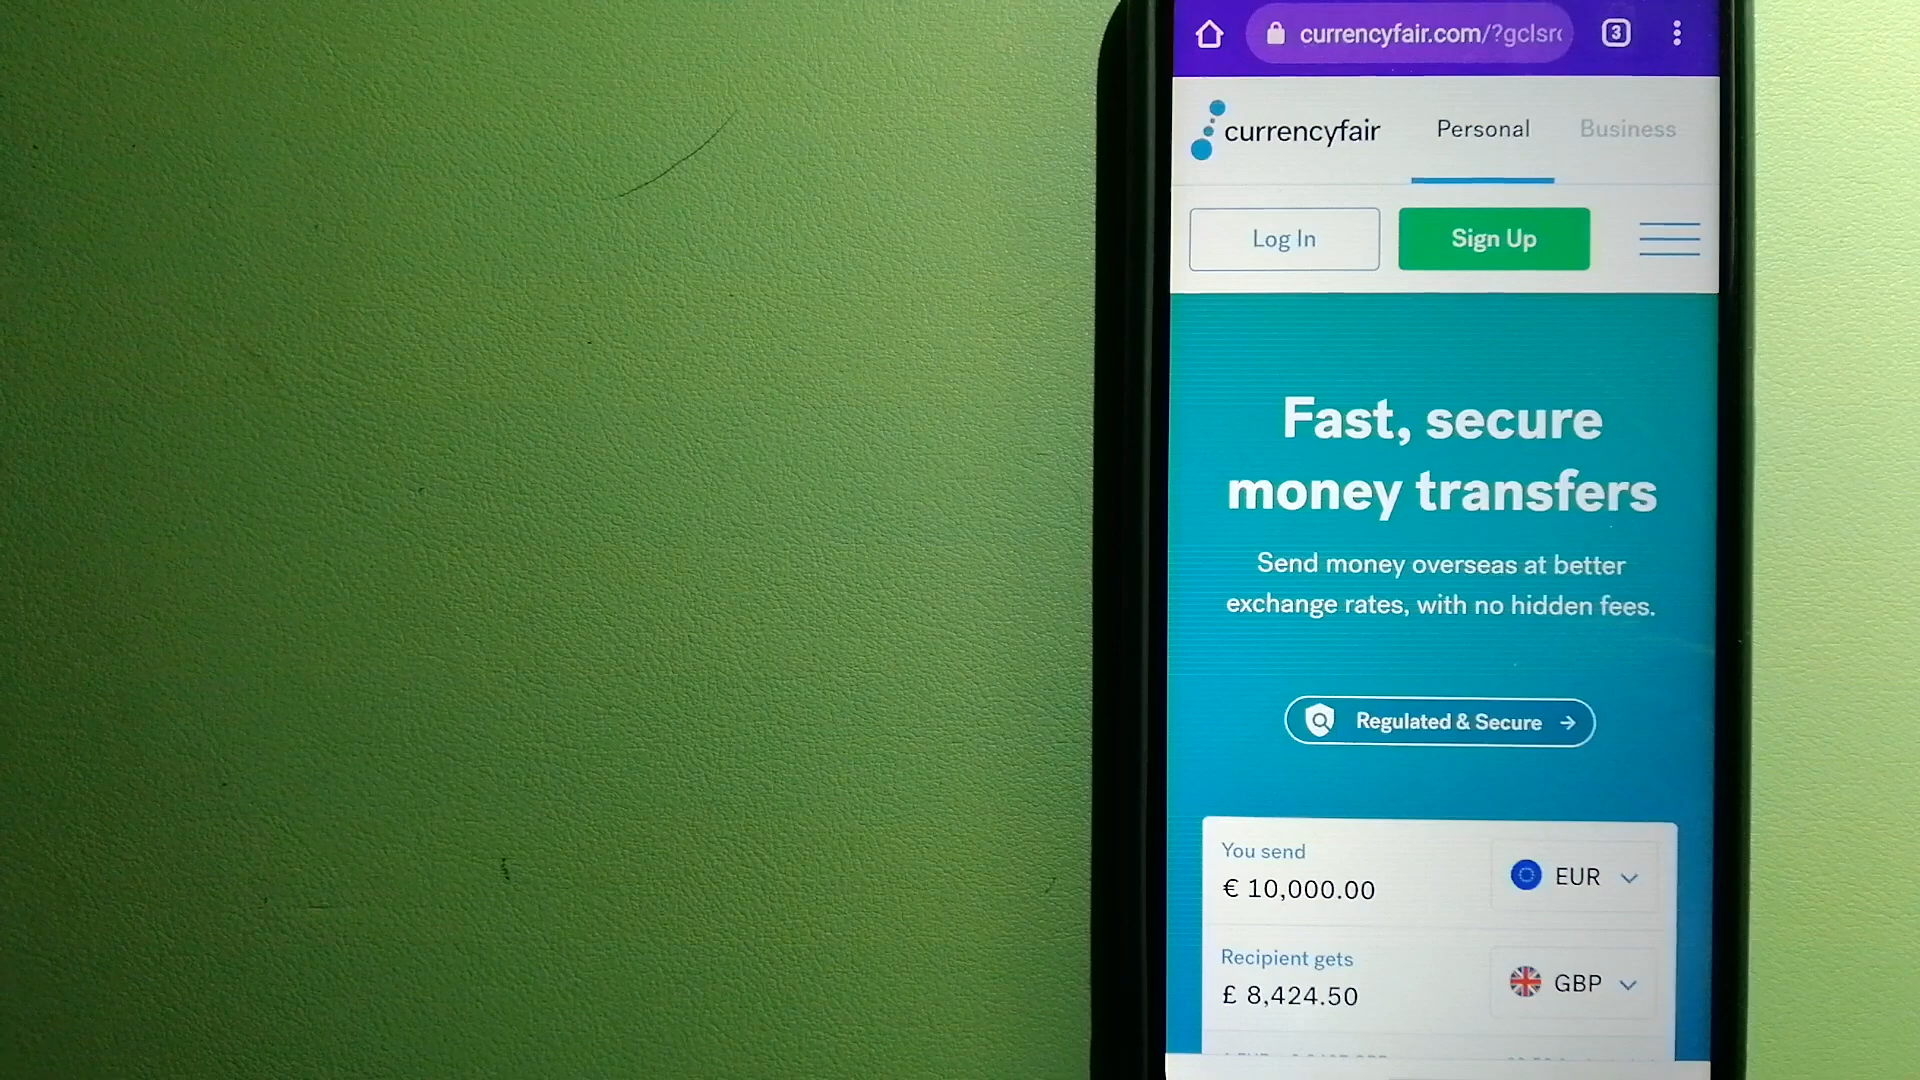 currencyfair.com/?gclsrc
3
currencyfair
Personal
Business
Log In
Sign Up
Fast, secure
money transfers
Send money overseas at better
exchange rates, with no hidden fees.
Regulated & Secure
You send
€ 10,000.00
EUR
Recipient gets
£ 8,424.50
GBP